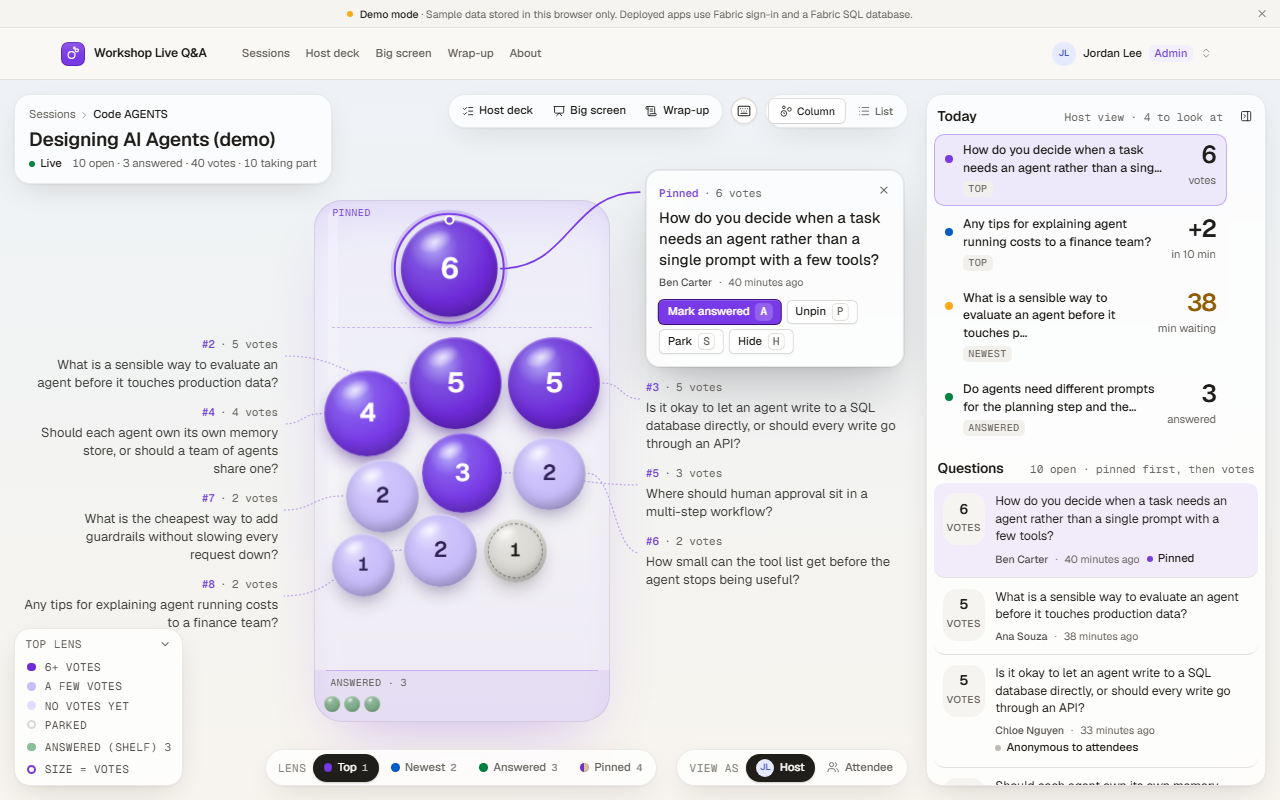 Demo mode · Sample data stored in this browser only. Deployed apps use Fabric sign-in and a Fabric SQL database.
Workshop Live Q&A
Sessions
Host deck
Big screen
Wrap-up
About
JL
Jordan Lee
Admin
Sessions > Code AGENTS
Designing AI Agents (demo)
Live 10 open · 3 answered · 40 votes · 10 taking part
Host deck
Big screen
Wrap-up
Column
List
PINNED
6
5
5
4
3
2
2
2
1
1
ANSWERED · 3
#2 · 5 votes
What is a sensible way to evaluate an
agent before it touches production data?
#4 · 4 votes
Should each agent own its own memory
store, or should a team of agents
share one?
#7 · 2 votes
What is the cheapest way to add
guardrails without slowing every
request down?
#8 · 2 votes
Any tips for explaining agent running costs
to a finance team?
Pinned · 6 votes
How do you decide when a task
needs an agent rather than a
single prompt with a few tools?
Ben Carter · 40 minutes ago
Mark answered A
Unpin P
Park S
Hide H
#3 · 5 votes
Is it okay to let an agent write to a SQL
database directly, or should every write go
through an API?
#5 · 3 votes
Where should human approval sit in a
multi-step workflow?
#6 · 2 votes
How small can the tool list get before the
agent stops being useful?
TOP LENS
6+ VOTES
A FEW VOTES
NO VOTES YET
PARKED
ANSWERED (SHELF) 3
SIZE = VOTES
LENS
Top 1
Newest 2
Answered 3
Pinned 4
VIEW AS
JL Host
Attendee
Today
Host view · 4 to look at
How do you decide when a task
needs an agent rather than a sing…
TOP
6
votes
Any tips for explaining agent
running costs to a finance team?
TOP
+2
in 10 min
What is a sensible way to
evaluate an agent before it
touches p…
NEWEST
38
min waiting
Do agents need different prompts
for the planning step and the…
ANSWERED
3
answered
Questions
10 open · pinned first, then votes
6
VOTES
How do you decide when a task needs an
agent rather than a single prompt with a
few tools?
Ben Carter · 40 minutes ago Pinned
5
VOTES
What is a sensible way to evaluate an agent
before it touches production data?
Ana Souza · 38 minutes ago
5
VOTES
Is it okay to let an agent write to a SQL
database directly, or should every write go
through an API?
Chloe Nguyen · 33 minutes ago
Anonymous to attendees
Should each agent own its own memory